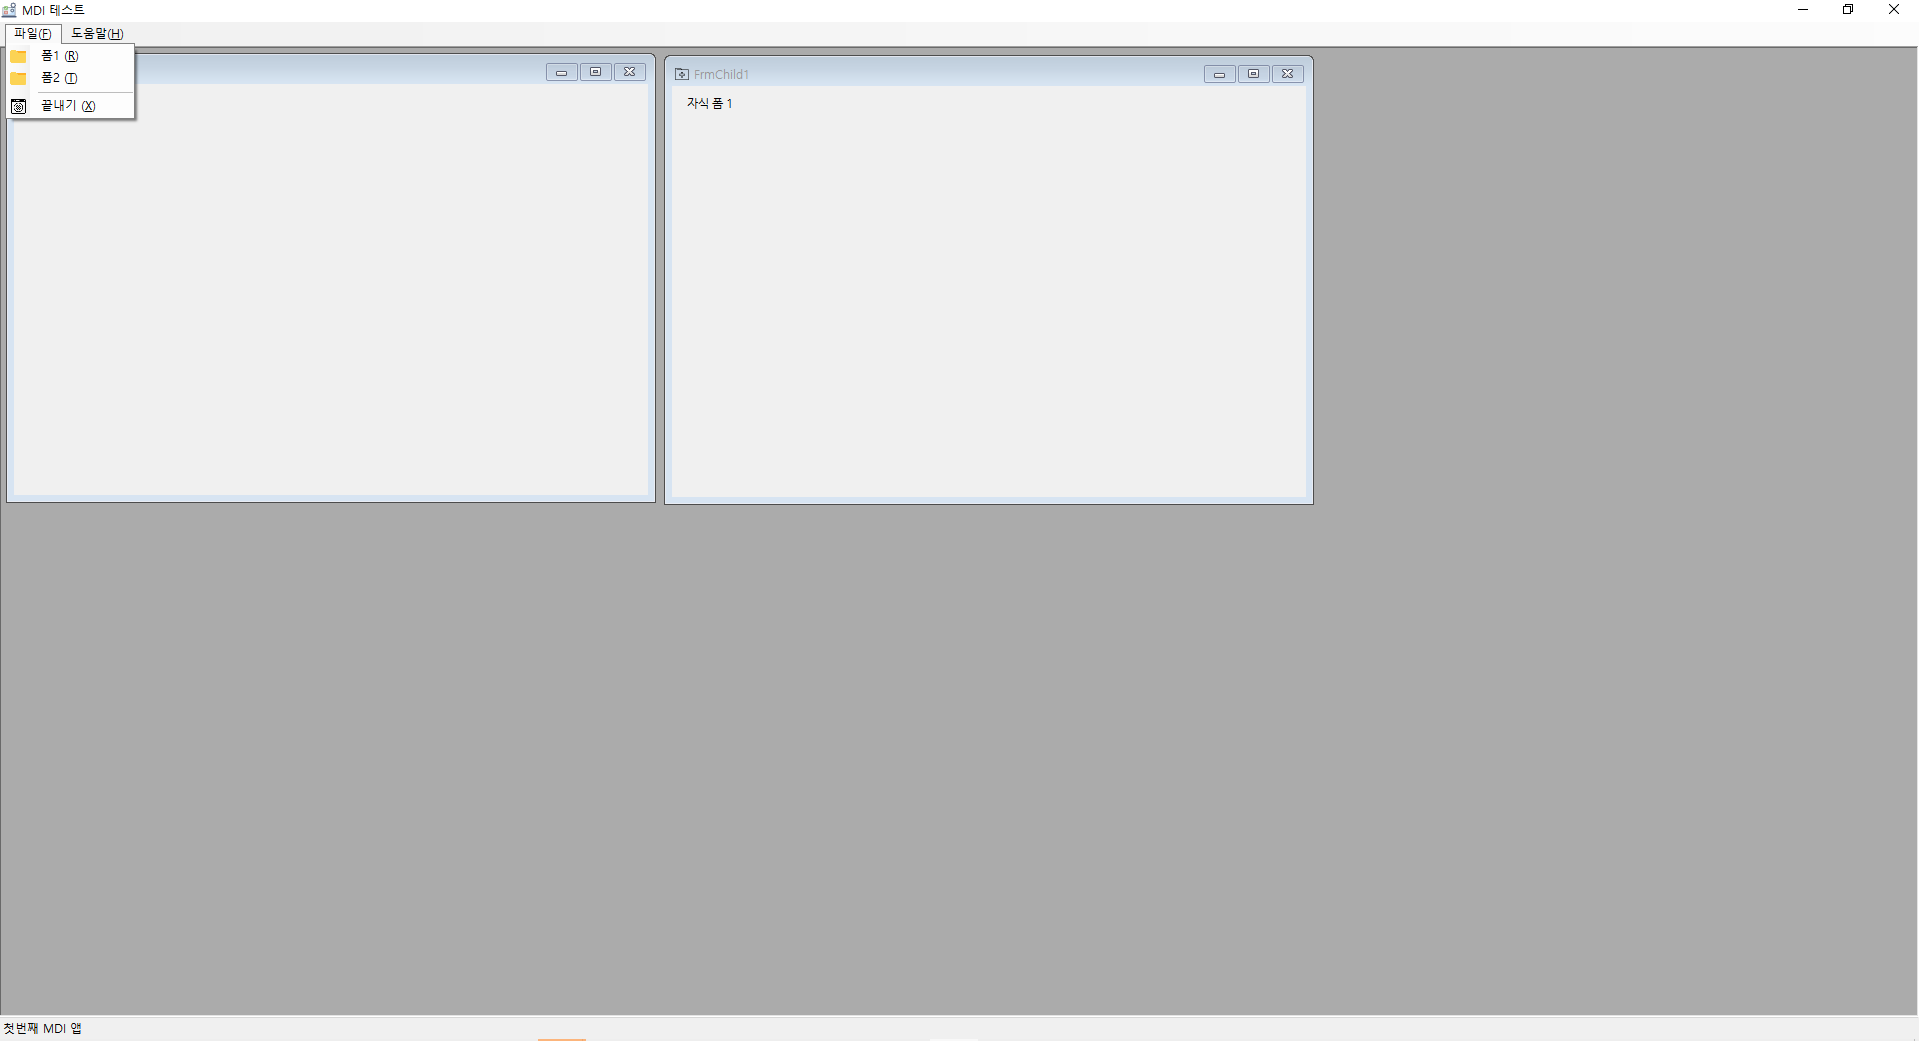 MDI 테스트
파일(F) 도움말(H)
폼1 (R)
폼2 (T)
끝내기 (X)
FrmChild1
자식 폼 1
첫번째 MDI 앱